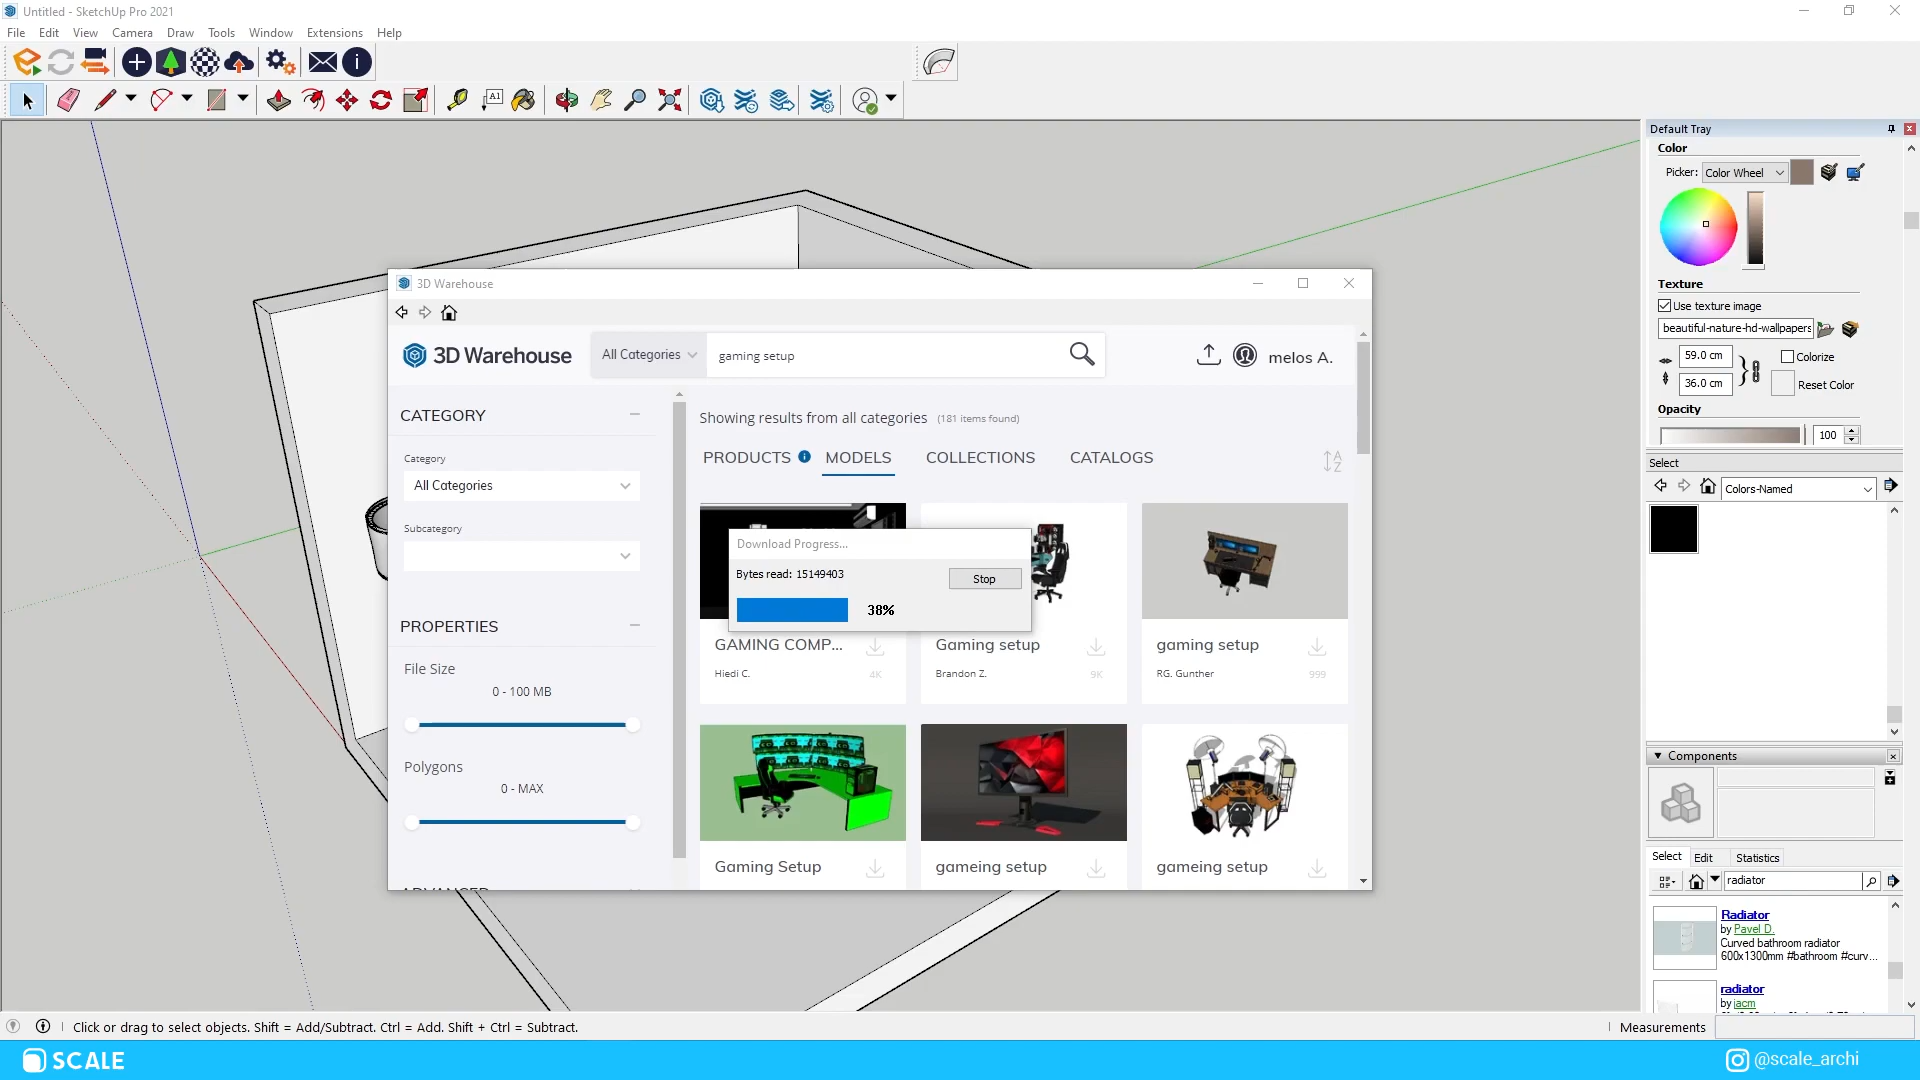 Untitled - SketchUp Pro 2021
File Edit View Camera Draw Tools Window Extensions Help
A1
Default Tray
Color
Picker: Color Wheel
Texture
Use texture image
beautiful-nature-hd-wallpapers
59.0 cm
Colorize
36.0 cm
Reset Color
Opacity
100
Select
Colors-Named
3D Warehouse
3D Warehouse
All Categories
gaming setup
melos A.
CATEGORY
Category
All Categories
Subcategory
PROPERTIES
File Size
0 - 100 MB
Polygons
0 - MAX
Showing results from all categories (181 items found)
PRODUCTS MODELS COLLECTIONS CATALOGS
A
Z
Download Progress...
Bytes read: 15149403
Stop
38%
GAMING COMP...
Hiedi C.
4K
Gaming setup
Brandon Z.
9K
gaming setup
RG. Gunther
999
Gaming Setup
gameing setup
gameing setup
Components
Select Edit Statistics
radiator
Radiator
by Pavel D.
Curved bathroom radiator
600x1300mm #bathroom #curv...
radiator
by jacm
Click or drag to select objects. Shift = Add/Subtract. Ctrl = Add. Shift + Ctrl = Subtract.
Measurements
SCALE
@scale_archi